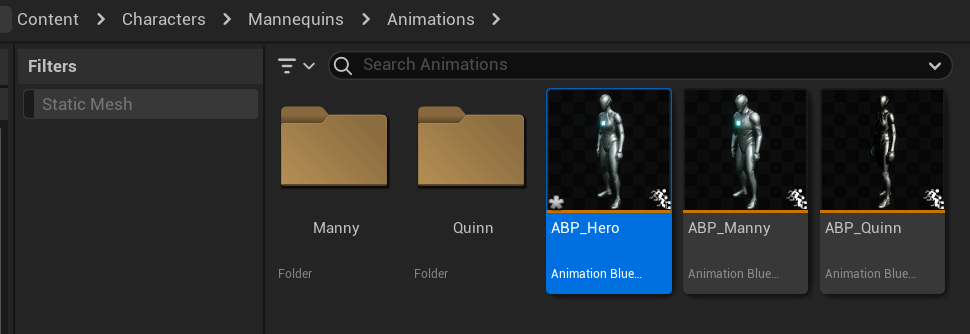 Content > Characters > Mannequins > Animations >
Filters
Search Animations
Static Mesh
Manny
Quinn
ABP_Hero
ABP_Manny
ABP_Quinn
Folder
Folder
Animation Blue...
Animation Blue...
Animation Blue...